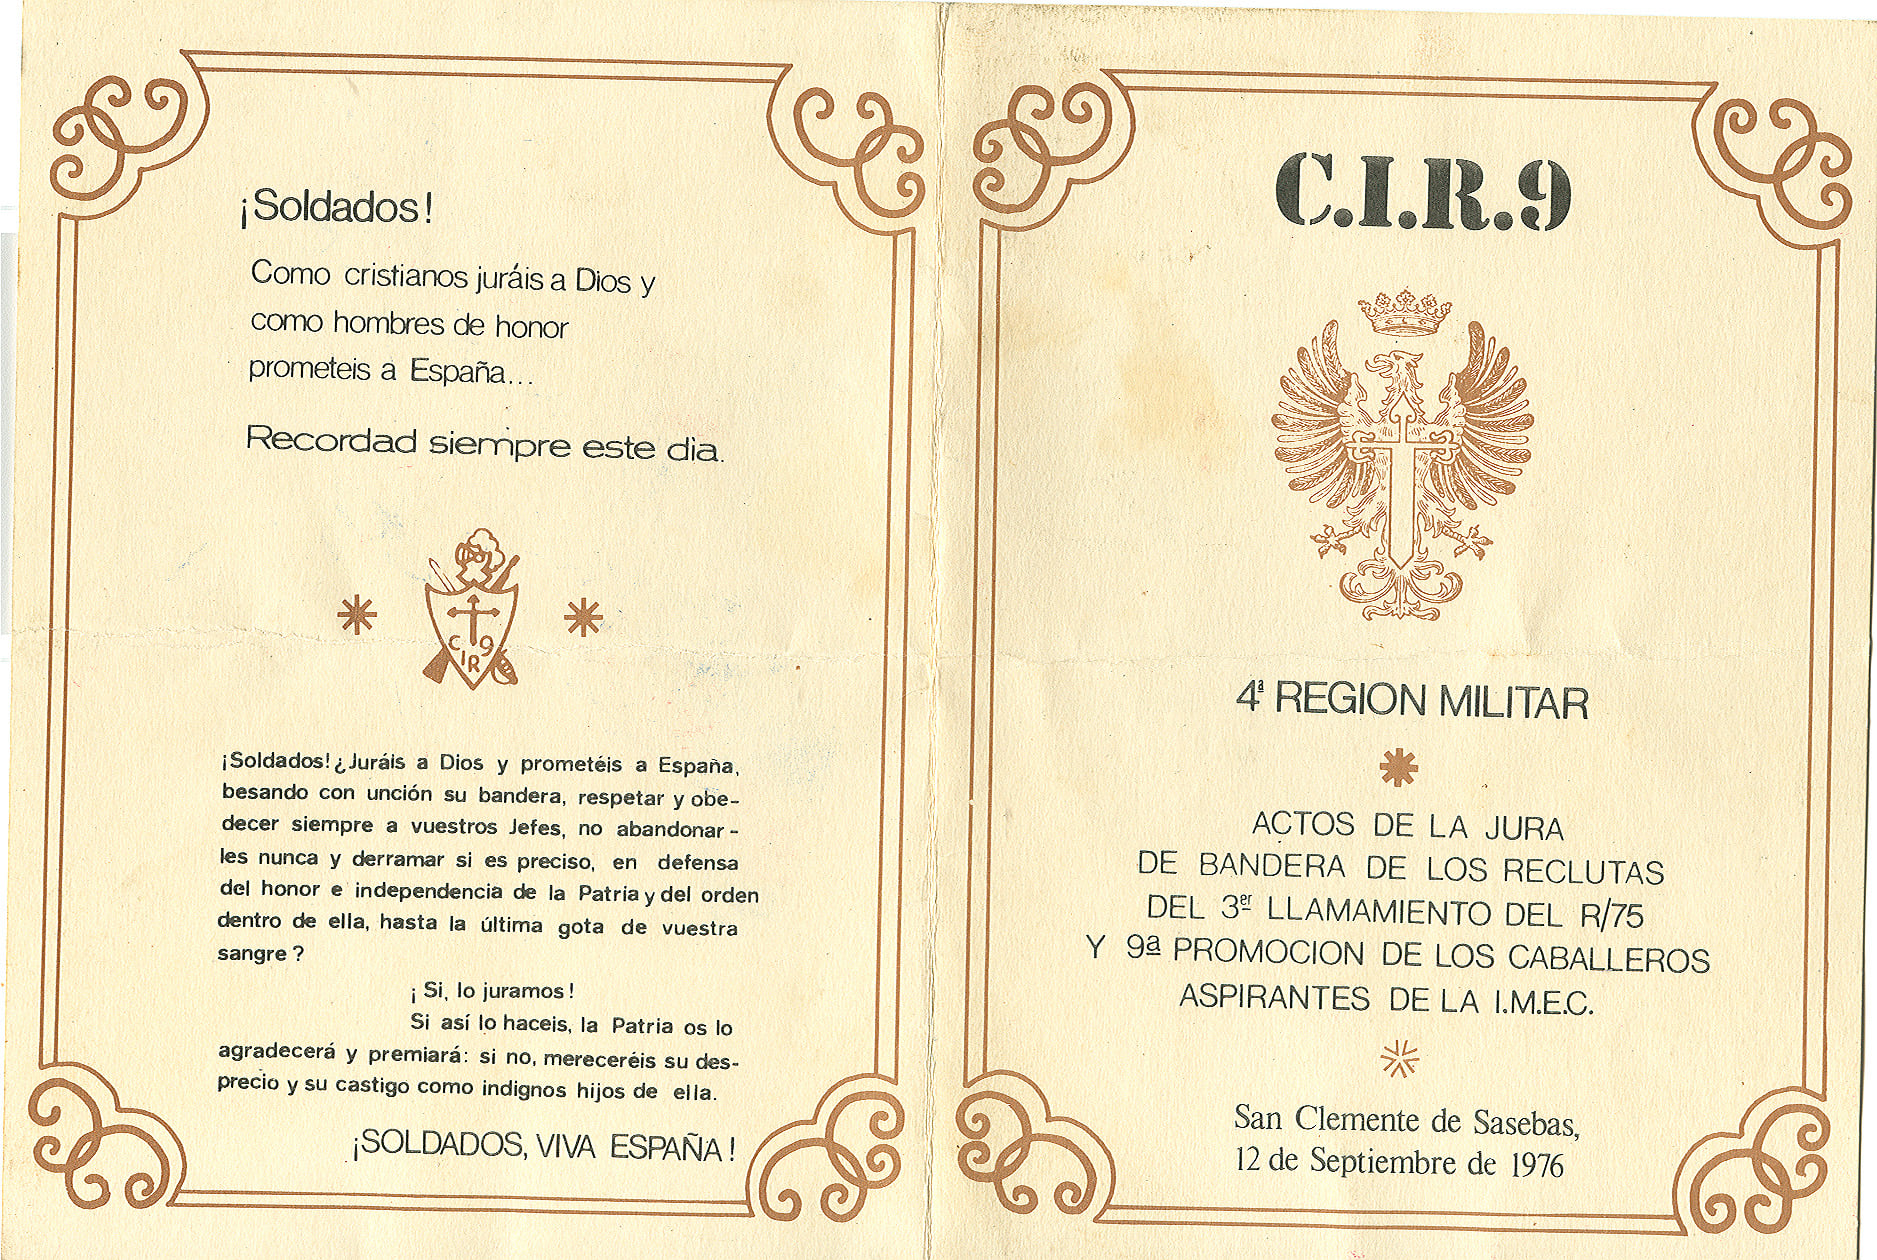 ¡Soldados!
Como cristianos juráis a Dios y
como hombres de honor
prometeis a España...
Recordad siempre este dia.
C 9
IR
¡Soldados!¿Juráis a Dios y prometéis a España,
besando con unción su bandera, respetar y obe-
decer siempre a vuestros Jefes, no abandonar-
les nunca y derramar si es preciso, en defensa
del honor e independencia de la Patria y del orden
dentro de ella, hasta la última gota de vuestra
sangre?
¡Si, lo juramos!
Si así lo haceis, la Patria os lo
agradecerá y premiará: si no, mereceréis su des-
precio y su castigo como indignos hijos de ella.
¡SOLDADOS, VIVA ESPAÑA!
C.I.R.9
4ª REGION MILITAR
ACTOS DE LA JURA
DE BANDERA DE LOS RECLUTAS
DEL 3er LLAMAMIENTO DEL R/75
Y 9ª PROMOCION DE LOS CABALLEROS
ASPIRANTES DE LA I.M.E.C.
San Clemente de Sasebas,
12 de Septiembre de 1976